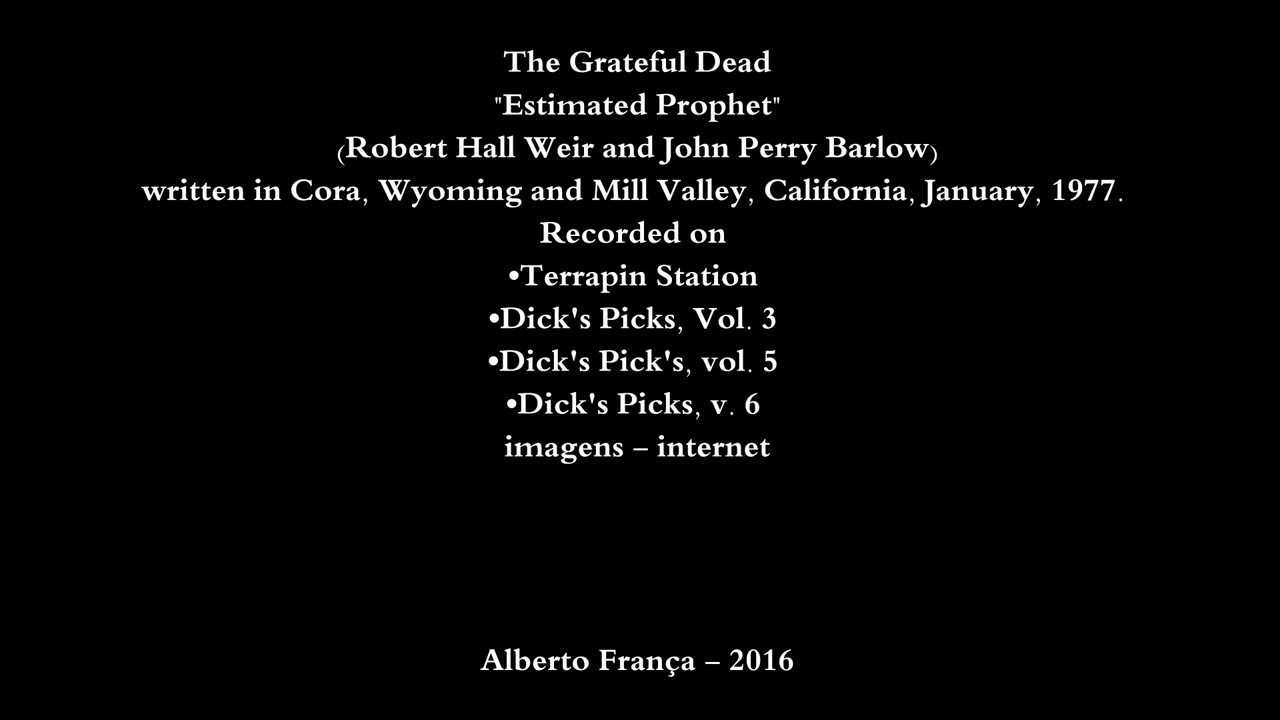 The Grateful Dead
"Estimated Prophet"
(Robert Hall Weir and John Perry Barlow)
written in Cora, Wyoming and Mill Valley, California, January, 1977.
Recorded on
•Terrapin Station
•Dick's Picks, Vol. 3
•Dick's Pick's, vol. 5
•Dick's Picks, v. 6
imagens – internet
Alberto França – 2016